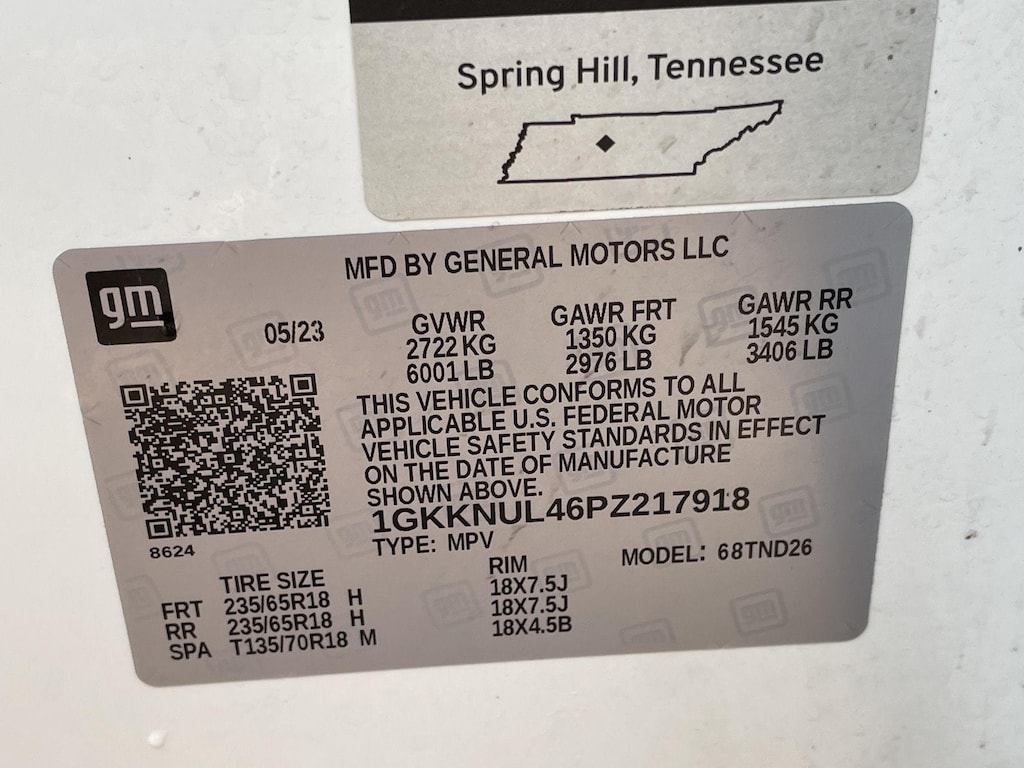 Spring Hill, Tennessee
MFD BY GENERAL MOTORS LLC
gm
05/23
GVWR GAWR FRT GAWR RR
2722 KG 1350 KG 1545 KG
6001 LB 2976 LB 3406 LB
THIS VEHICLE CONFORMS TO ALL
APPLICABLE U.S. FEDERAL MOTOR
VEHICLE SAFETY STANDARDS IN EFFECT
ON THE DATE OF MANUFACTURE
SHOWN ABOVE.
1GKKNUL46PZ217918
8624
TYPE: MPV MODEL: 68TND26
TIRE SIZE RIM
FRT 235/65R18 H 18X7.5J
RR 235/65R18 H 18X7.5J
SPA T135/70R18 M 18X4.5B